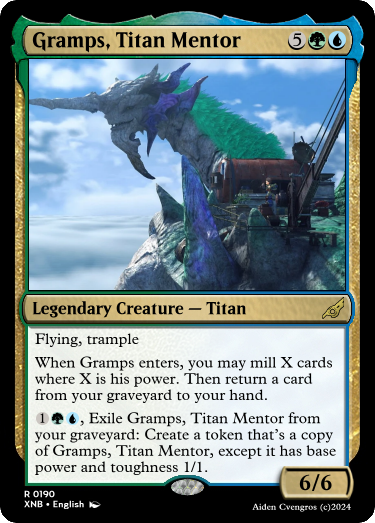 Gramps, Titan Mentor 5
Legendary Creature — Titan
Flying, trample
When Gramps enters, you may mill X cards
where X is his power. Then return a card
from your graveyard to your hand.
1, Exile Gramps, Titan Mentor from
your graveyard: Create a token that's a copy
of Gramps, Titan Mentor, except it has base
power and toughness 1/1.
6/6
R 0190
XNB • English
Aiden Cvengros (c)2024